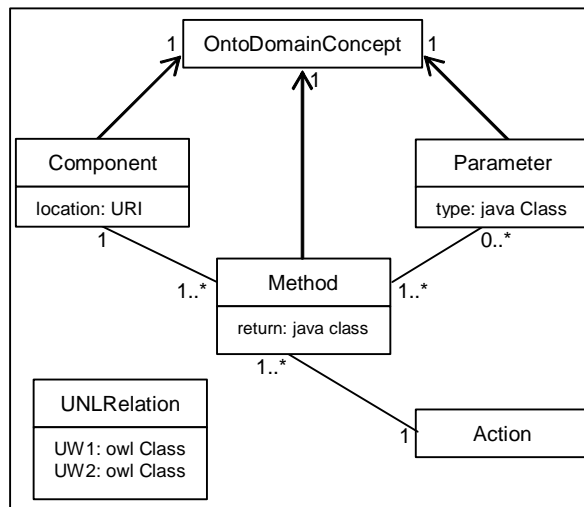 OntoDomainConcept
1
1
1
Component
location: URI
Parameter
type: java Class
1
0..*
Method
return: java class
1..*
1..*
1..*
UNLRelation
UW1: owl Class
UW2: owl Class
1
Action